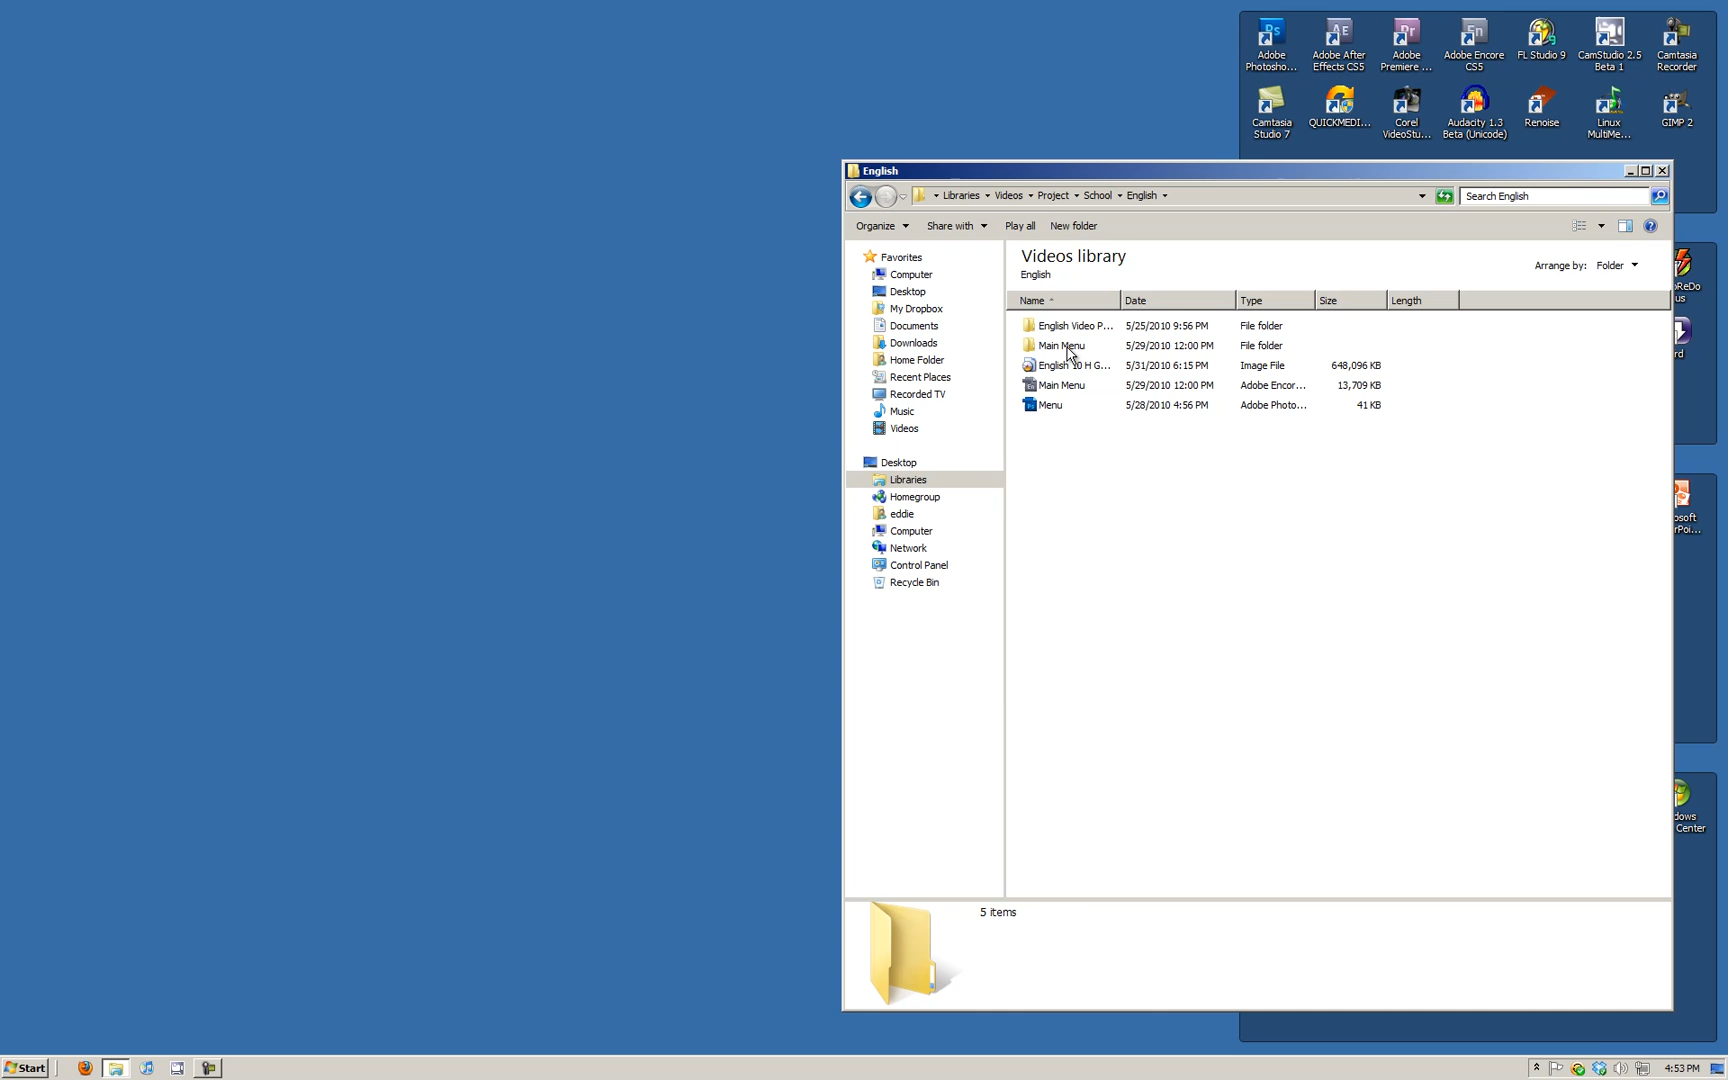 Adobe Photosho...
Adobe After Effects CS5
Adobe Premiere ...
Adobe Encore CS5
FL Studio 9
CamStudio 2.5 Beta 1
Camtasia Recorder
Camtasia Studio 7
QUICKMEDI...
Corel VideoStu...
Audacity 1.3 Beta (Unicode)
Renoise
Linux MultiMe...
GIMP 2
English
Libraries Videos Project School English
Search English
Organize Share with Play all New folder
Videos library
English
Arrange by: Folder
Name Date Type Size Length
English Video P... 5/25/2010 9:56 PM File folder
Main Menu 5/29/2010 12:00 PM File folder
English 10 H G... 5/31/2010 6:15 PM Image File 648,096 KB
Main Menu 5/29/2010 12:00 PM Adobe Encor... 13,709 KB
Menu 5/28/2010 4:56 PM Adobe Photo... 41 KB
Favorites
Computer
Desktop
My Dropbox
Documents
Downloads
Home Folder
Recent Places
Recorded TV
Music
Videos
Desktop
Libraries
Homegroup
eddie
Computer
Network
Control Panel
Recycle Bin
oReDo
us
rd
osoft
rPoi...
dows
Center
5 items
Start
4:53 PM